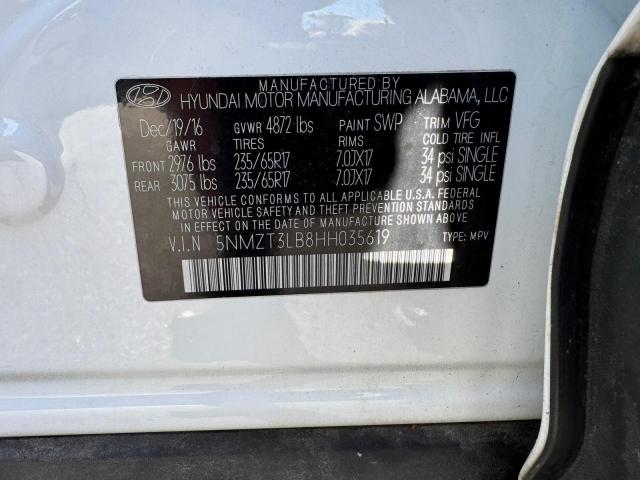 MANUFACTURED BY
HYUNDAI MOTOR MANUFACTURING ALABAMA, LLC
Dec/19/16 GVWR 4872 lbs PAINT SWP TRIM VFG
GAWR TIRES RIMS COLD TIRE INFL
FRONT 2976 lbs 235/65R17 7.0JX17 34 psi SINGLE
REAR 3075 lbs 235/65R17 7.0JX17 34 psi SINGLE
THIS VEHICLE CONFORMS TO ALL APPLICABLE U.S.A. FEDERAL
MOTOR VEHICLE SAFETY AND THEFT PREVENTION STANDARDS
IN EFFECT ON THE DATE OF MANUFACTURE SHOWN ABOVE.
V.I.N 5NMZT3LB8HH035619 TYPE: MPV